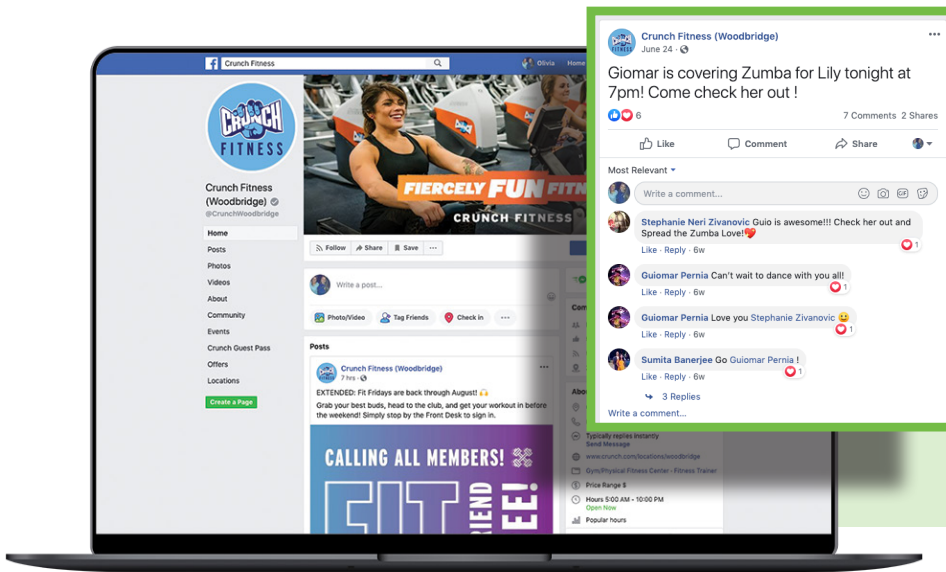 Crunch Fitness
Olivia
Home
CRUNCH
FITNESS
FIERCELY FUN FITN
CRUNCH FITNESS
Crunch Fitness
(Woodbridge)
@CrunchWoodbridge
Home
Posts
Photos
Videos
About
Community
Events
Crunch Guest Pass
Offers
Locations
Create a Page
Follow
Share
Save
Write a post...
Photo/Video
Tag Friends
Check in
Posts
Crunch Fitness (Woodbridge)
7 hrs ·
EXTENDED: Fit Fridays are back through August! 🙌
Grab your best buds, head to the club, and get your workout in before
the weekend! Simply stop by the Front Desk to sign in.
CALLING ALL MEMBERS!
FIT
RIEND
EE!
Com
Abo
Typically replies instantly
Send Message
www.crunch.com/locations/woodbridge
Gym/Physical Fitness Center · Fitness Trainer
Price Range $
Hours 5:00 AM - 10:00 PM
Open Now
Popular hours
Crunch Fitness (Woodbridge)
June 24 ·
Giomar is covering Zumba for Lily tonight at
7pm! Come check her out !
6
7 Comments 2 Shares
Like
Comment
Share
Most Relevant
Write a comment...
GIF
Stephanie Neri Zivanovic Guio is awesome!!! Check her out and
Spread the Zumba Love!💖
1
Like · Reply · 6w
Guiomar Pernia Can't wait to dance with you all!
1
Like · Reply · 6w
Guiomar Pernia Love you Stephanie Zivanovic 😆
1
Like · Reply · 6w
Sumita Banerjee Go Guiomar Pernia !
1
Like · Reply · 6w
3 Replies
Write a comment...